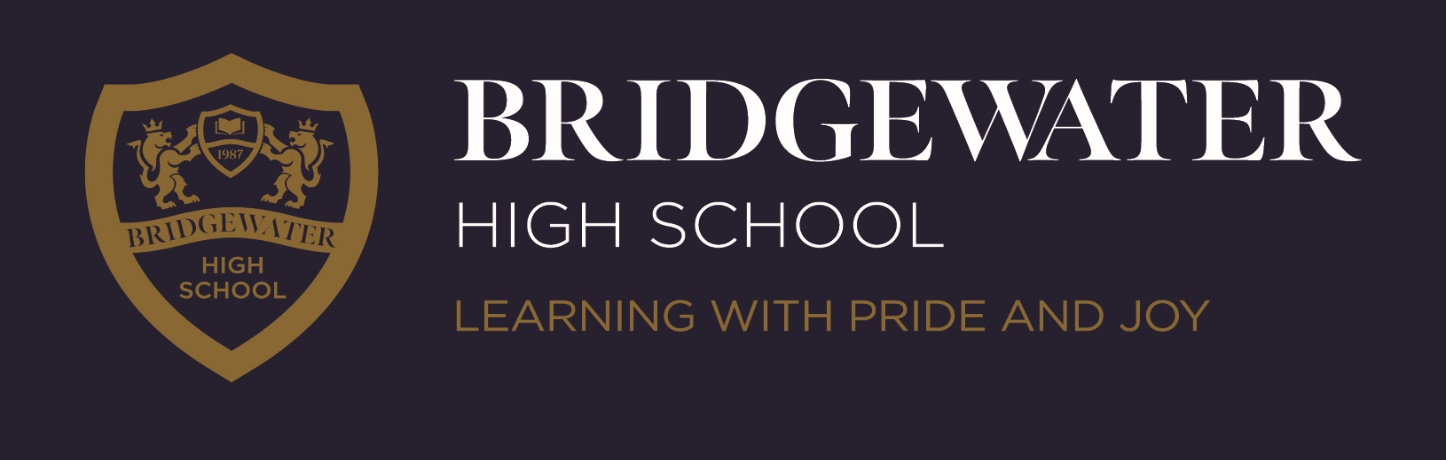 1987
BRIDGEWATER
HIGH
SCHOOL
BRIDGEWATER
HIGH SCHOOL
LEARNING WITH PRIDE AND JOY